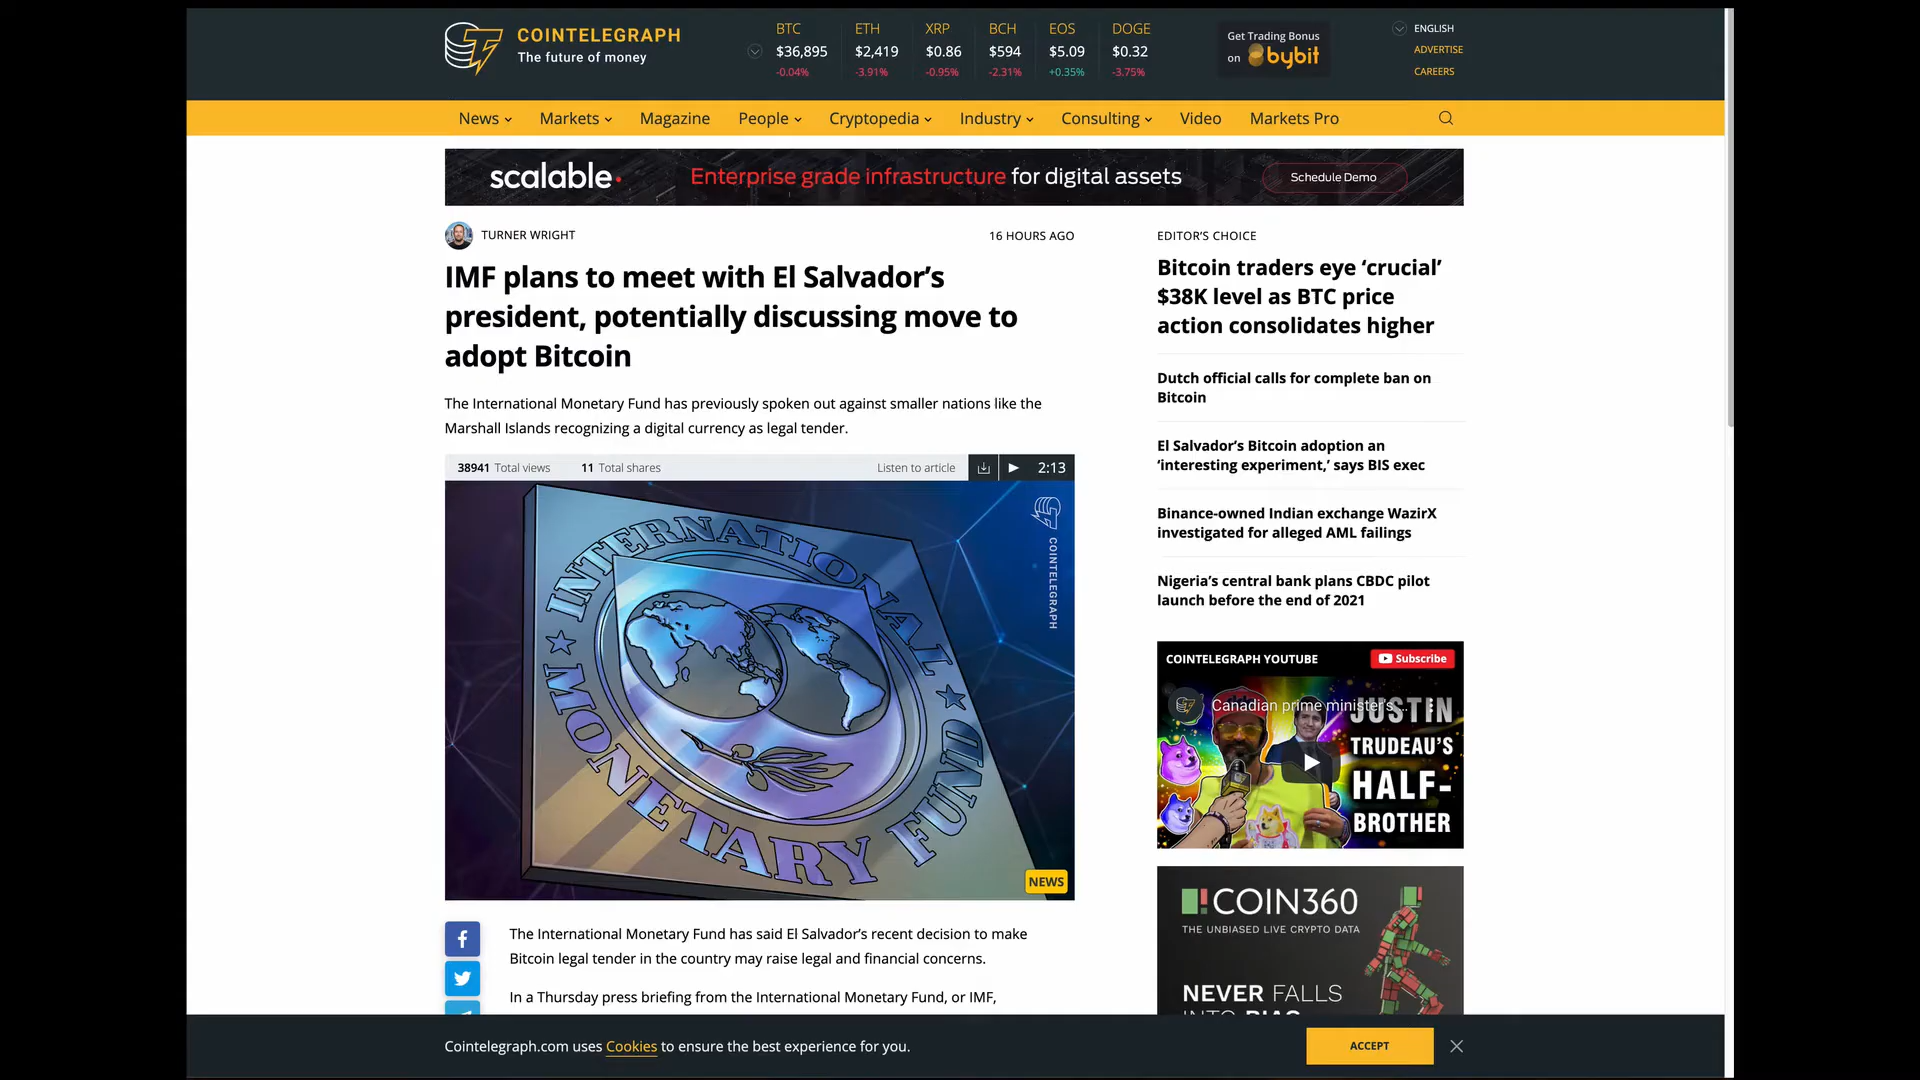 COINTELEGRAPH
The future of money
BTC
$36,895
-0.04%
ETH
$2,419
-3.91%
XRP
$0.86
-0.95%
BCH
$594
-2.31%
EOS
$5.09
+0.35%
DOGE
$0.32
-3.75%
Get Trading Bonus
on bybit
ENGLISH
ADVERTISE
CAREERS
News Markets Magazine People Cryptopedia Industry Consulting Video Markets Pro
scalable. Enterprise grade infrastructure for digital assets Schedule Demo
TURNER WRIGHT
16 HOURS AGO
IMF plans to meet with El Salvador’s
president, potentially discussing move to
adopt Bitcoin
The International Monetary Fund has previously spoken out against smaller nations like the
Marshall Islands recognizing a digital currency as legal tender.
38941 Total views 11 Total shares Listen to article 2:13
INTERNATIONAL
MONETARY FUND
COINTELEGRAPH
NEWS
The International Monetary Fund has said El Salvador’s recent decision to make
Bitcoin legal tender in the country may raise legal and financial concerns.
In a Thursday press briefing from the International Monetary Fund, or IMF,
EDITOR’S CHOICE
Bitcoin traders eye ‘crucial’
$38K level as BTC price
action consolidates higher
Dutch official calls for complete ban on
Bitcoin
El Salvador’s Bitcoin adoption an
‘interesting experiment,’ says BIS exec
Binance-owned Indian exchange WazirX
investigated for alleged AML failings
Nigeria’s central bank plans CBDC pilot
launch before the end of 2021
COINTELEGRAPH YOUTUBE
Subscribe
Canadian prime minister’s...
JUSTIN
TRUDEAU’S
HALF-
BROTHER
COIN360
THE UNBIASED LIVE CRYPTO DATA
NEVER FALLS
Cointelegraph.com uses Cookies to ensure the best experience for you.
ACCEPT